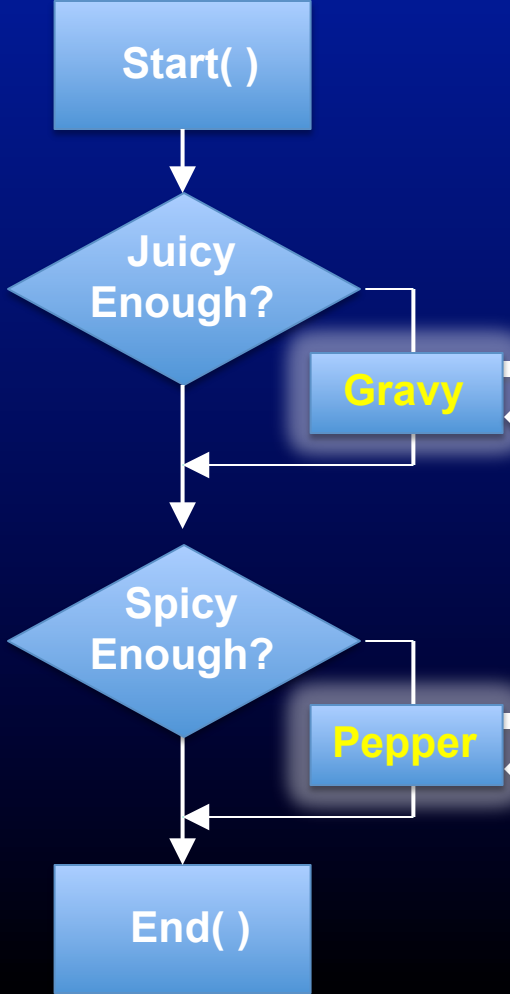 Start( )
Juicy
Enough?
Gravy
Spicy
Enough?
Pepper
End( )